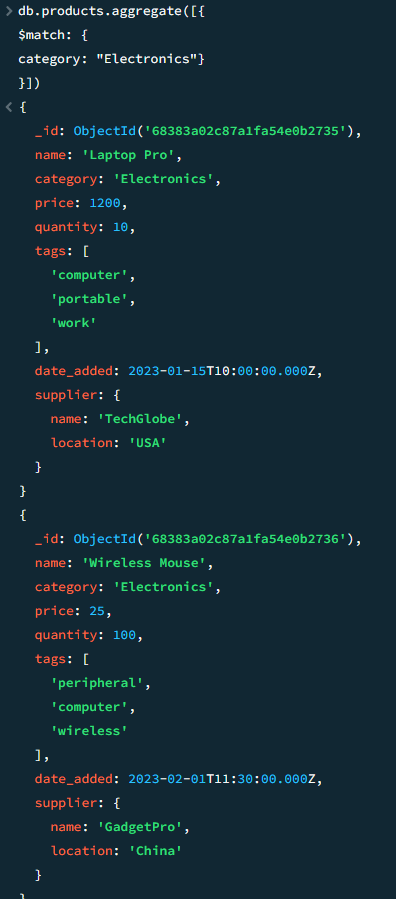 > db.products.aggregate([{
$match: {
category: "Electronics"}
}])
< {
_id: ObjectId('68383a02c87a1fa54e0b2735'),
name: 'Laptop Pro',
category: 'Electronics',
price: 1200,
quantity: 10,
tags: [
'computer',
'portable',
'work'
],
date_added: 2023-01-15T10:00:00.000Z,
supplier: {
name: 'TechGlobe',
location: 'USA'
}
}
{
_id: ObjectId('68383a02c87a1fa54e0b2736'),
name: 'Wireless Mouse',
category: 'Electronics',
price: 25,
quantity: 100,
tags: [
'peripheral',
'computer',
'wireless'
],
date_added: 2023-02-01T11:30:00.000Z,
supplier: {
name: 'GadgetPro',
location: 'China'
}
}